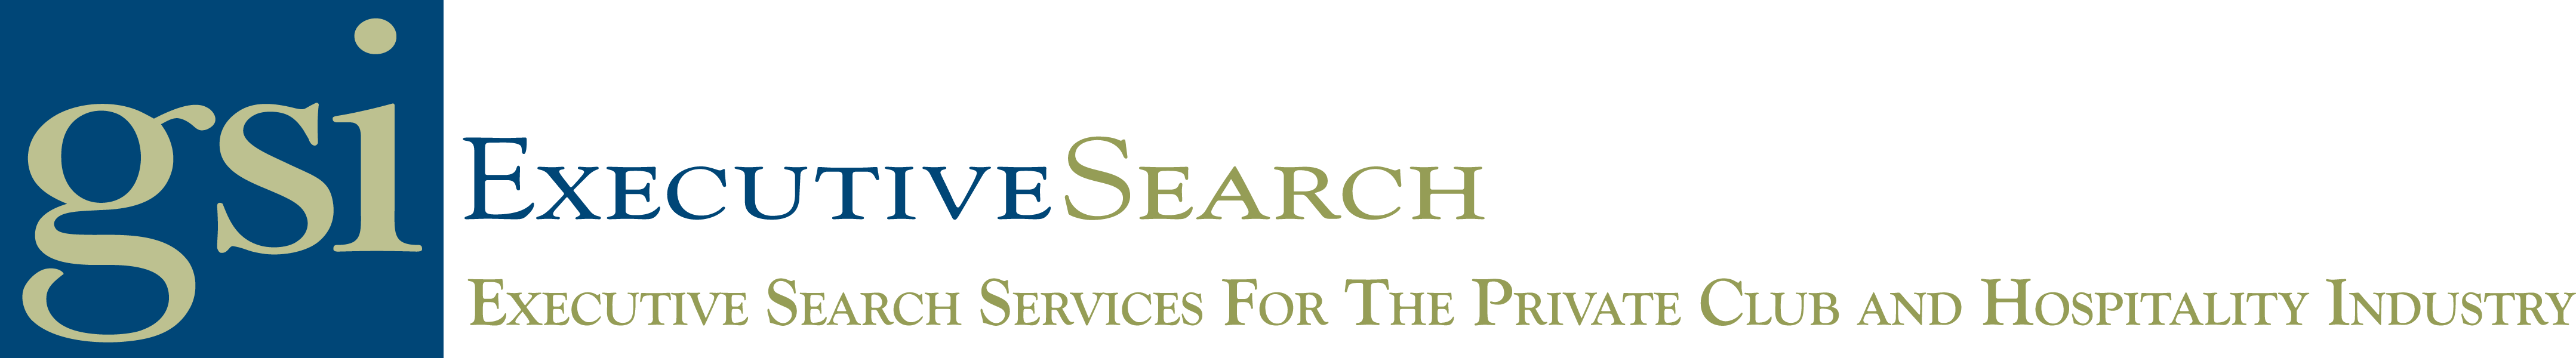 gsi
EXECUTIVESEARCH
EXECUTIVE SEARCH SERVICES FOR THE PRIVATE CLUB AND HOSPITALITY INDUSTRY